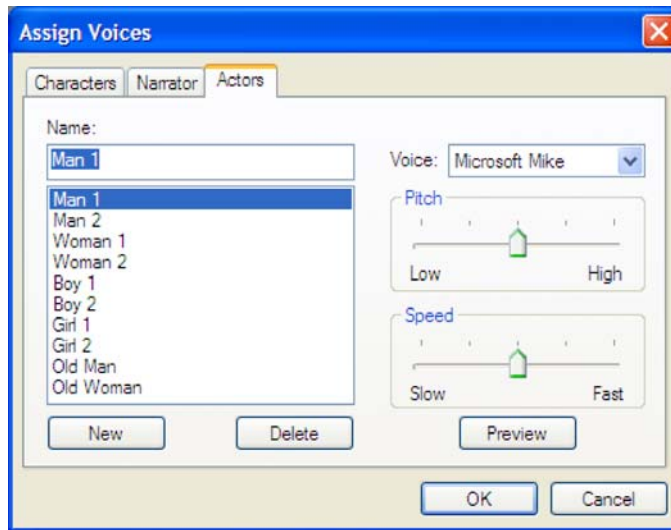 Assign Voices
Characters Narrator Actors
Name:
Man 1
Voice: Microsoft Mike
Man 1
Man 2
Woman 1
Woman 2
Boy 1
Boy 2
Girl 1
Girl 2
Old Man
Old Woman
Pitch
Low High
Speed
Slow Fast
New Delete Preview
OK Cancel